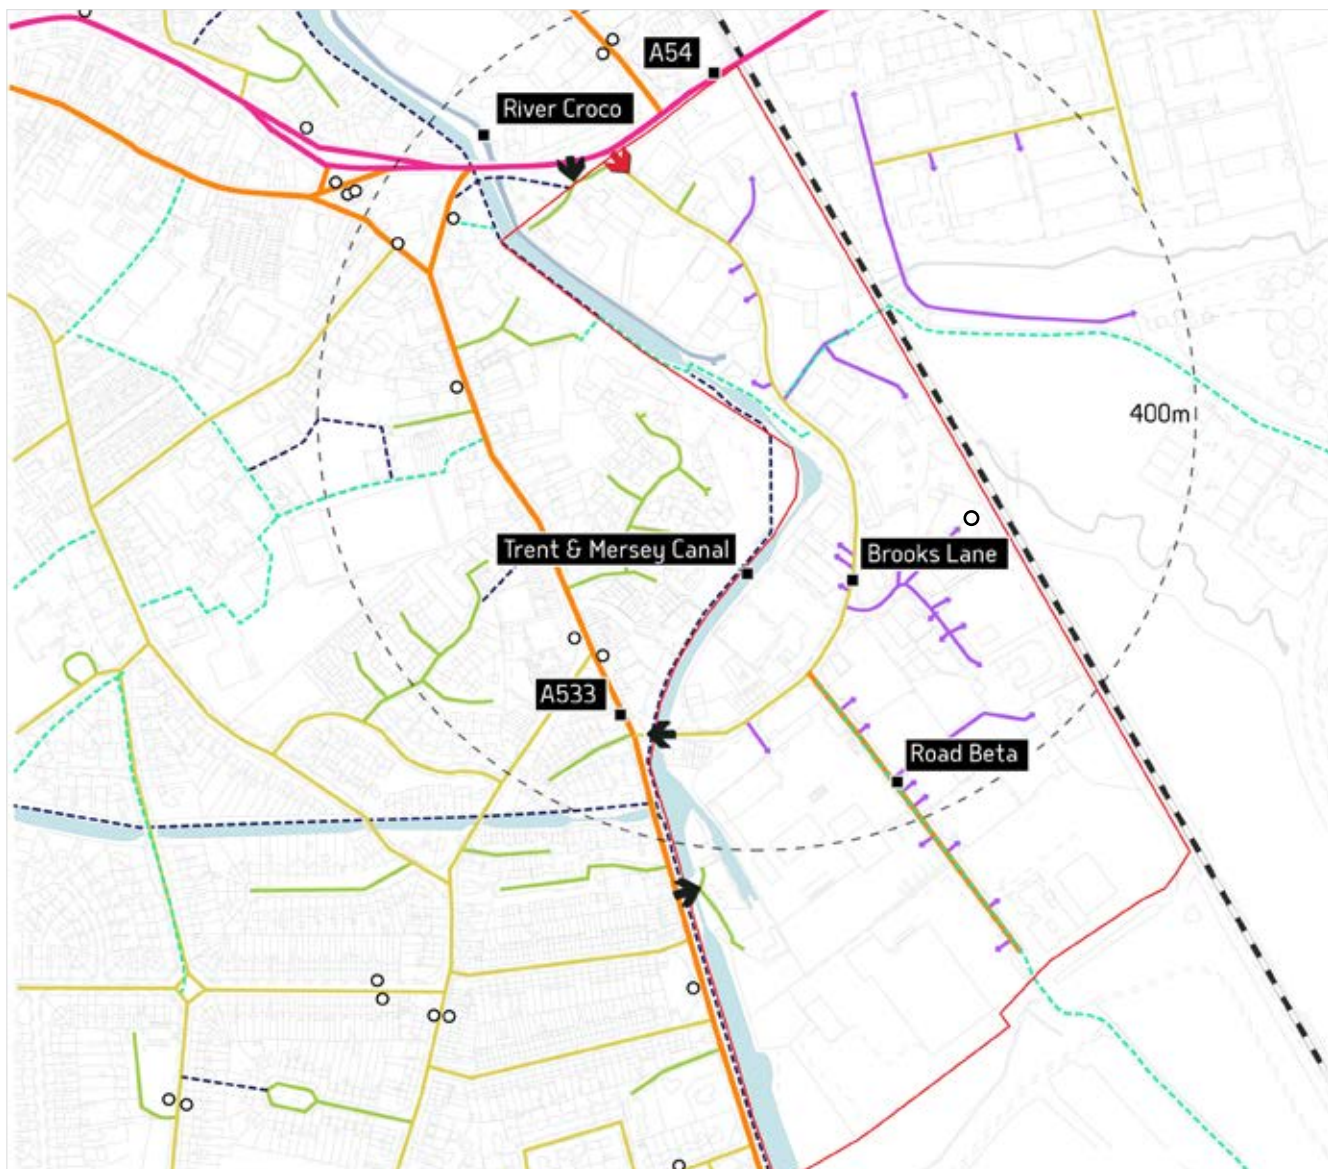 A54
River Croco
400m
Trent & Mersey Canal
Brooks Lane
A533
Road Beta